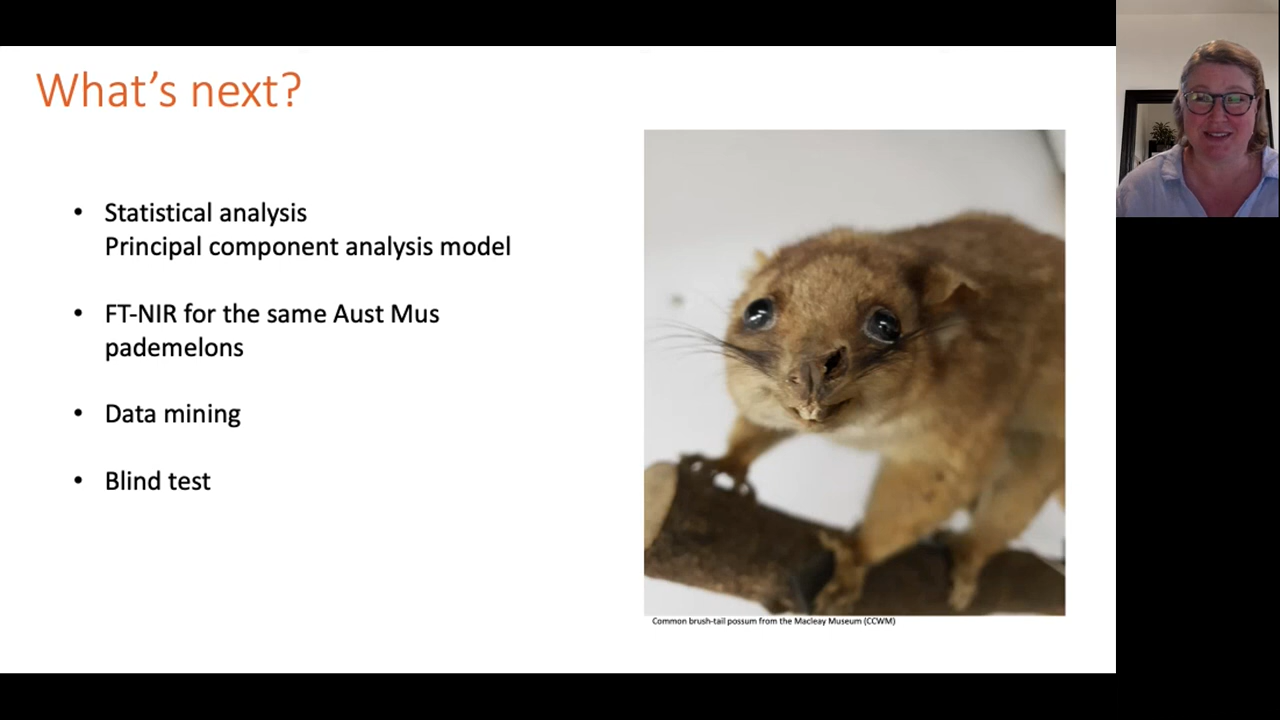 What's next?
• Statistical analysis
Principal component analysis model
• FT-NIR for the same Aust Mus
pademelons
• Data mining
• Blind test
Common brush-tail possum from the Macleay Museum (CCWM)